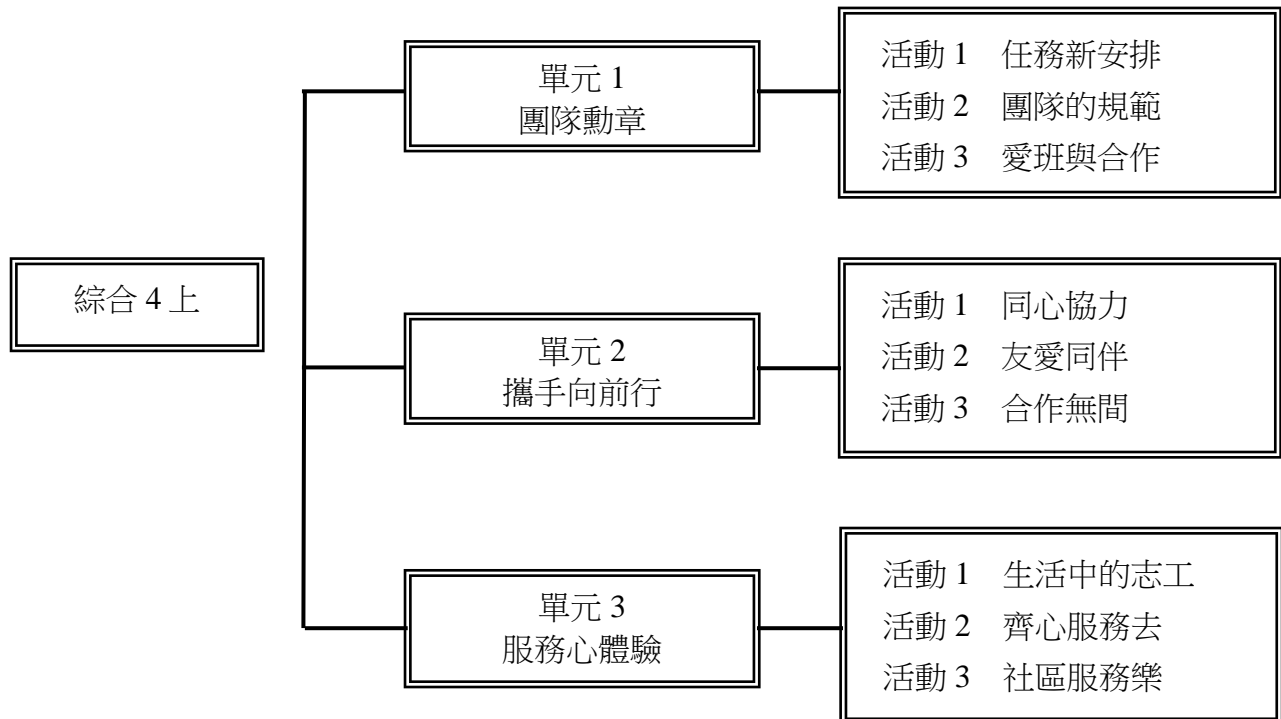 綜合 4 上
單元 1
團隊勳章
活動 1 任務新安排
活動 2 團隊的規範
活動 3 愛班與合作
單元 2
攜手向前行
活動 1 同心協力
活動 2 友愛同伴
活動 3 合作無間
單元 3
服務心體驗
活動 1 生活中的志工
活動 2 齊心服務去
活動 3 社區服務樂